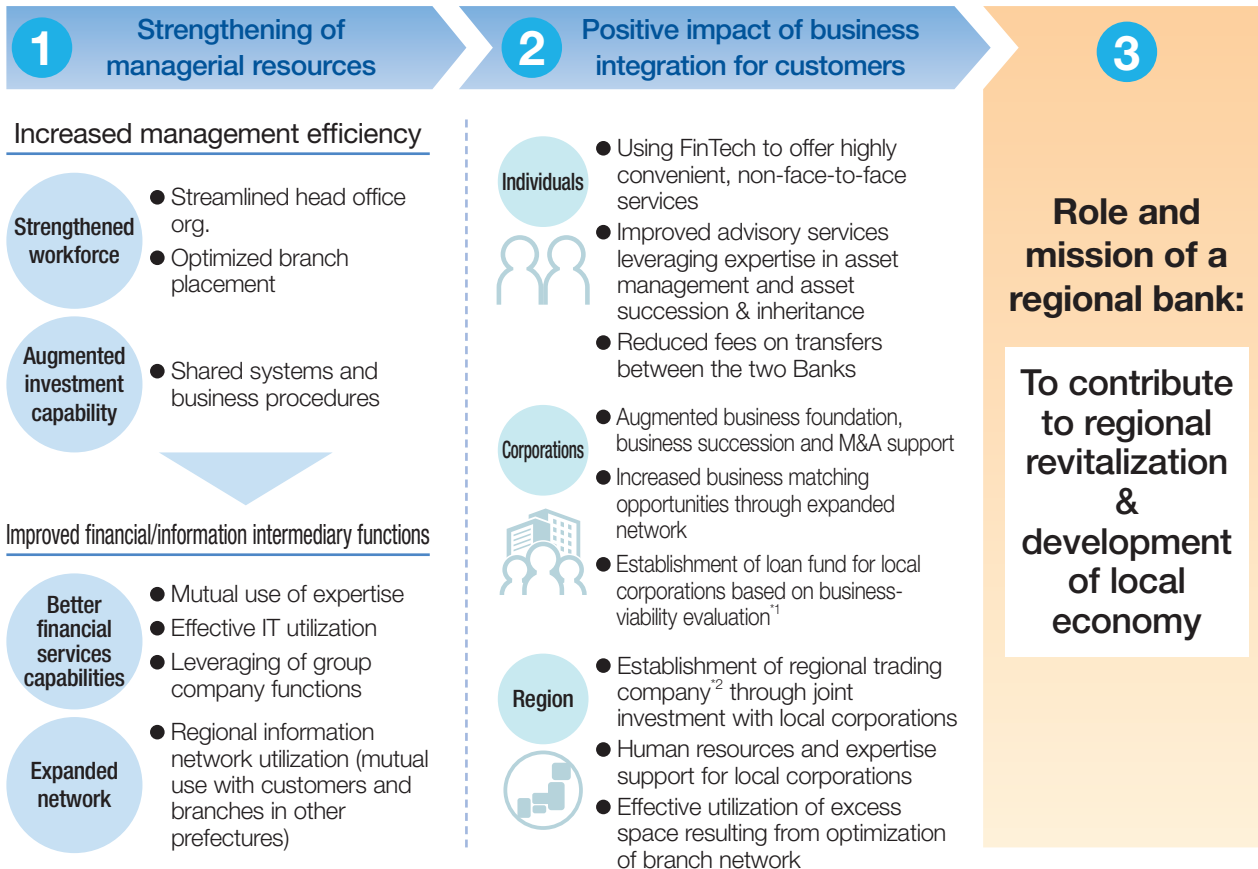 1
Strengthening of
managerial resources
Increased management efficiency
Strengthened
workforce
● Streamlined head office
org.
● Optimized branch
placement
Augmented
investment
capability
● Shared systems and
business procedures
Improved financial/information intermediary functions
Better
financial
services
capabilities
● Mutual use of expertise
● Effective IT utilization
● Leveraging of group
company functions
Expanded
network
● Regional information
network utilization (mutual
use with customers and
branches in other
prefectures)
2
Positive impact of business
integration for customers
Individuals
● Using FinTech to offer highly
convenient, non-face-to-face
services
● Improved advisory services
leveraging expertise in asset
management and asset
succession & inheritance
● Reduced fees on transfers
between the two Banks
Corporations
● Augmented business foundation,
business succession and M&A support
● Increased business matching
opportunities through expanded
network
● Establishment of loan fund for local
corporations based on business-
viability evaluation*1
Region
● Establishment of regional trading
company*2 through joint
investment with local corporations
● Human resources and expertise
support for local corporations
● Effective utilization of excess
space resulting from optimization
of branch network
3
Role and
mission of a
regional bank:
To contribute
to regional
revitalization
&
development
of local
economy